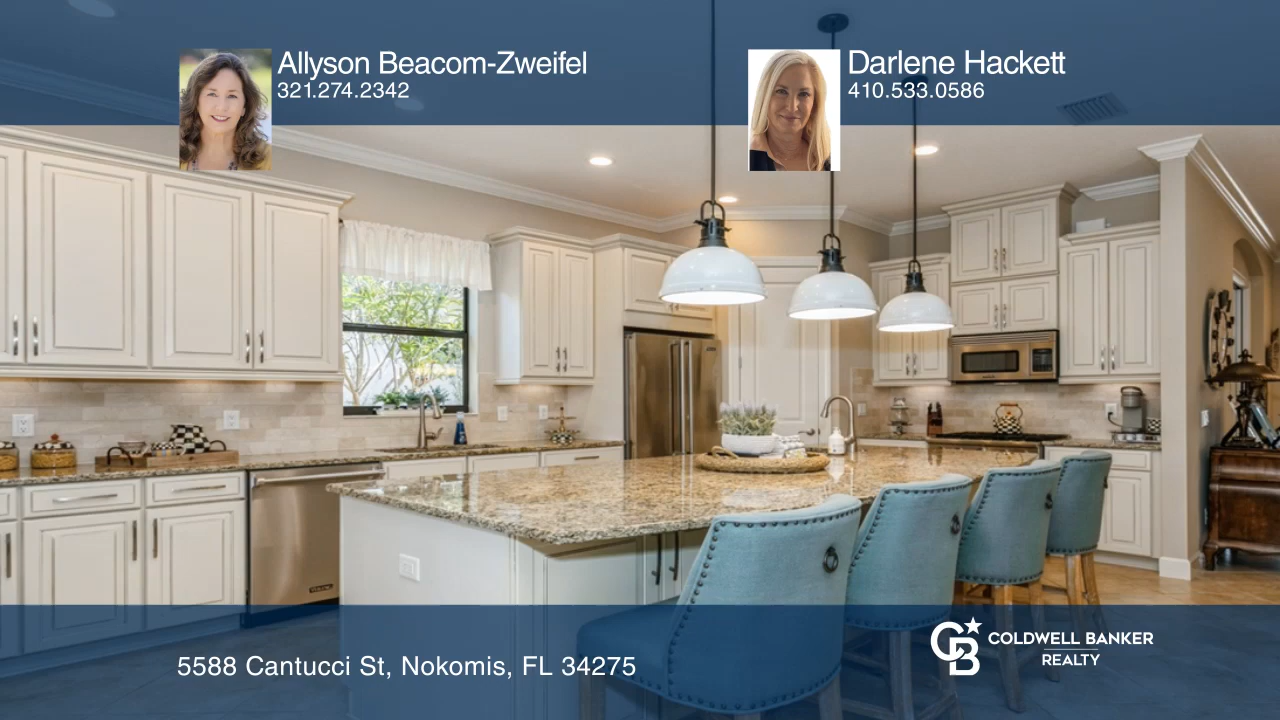 Allyson Beacom-Zweifel
321.274.2342
Darlene Hackett
410.533.0586
5588 Cantucci St, Nokomis, FL 34275
CB
COLDWELL BANKER
REALTY